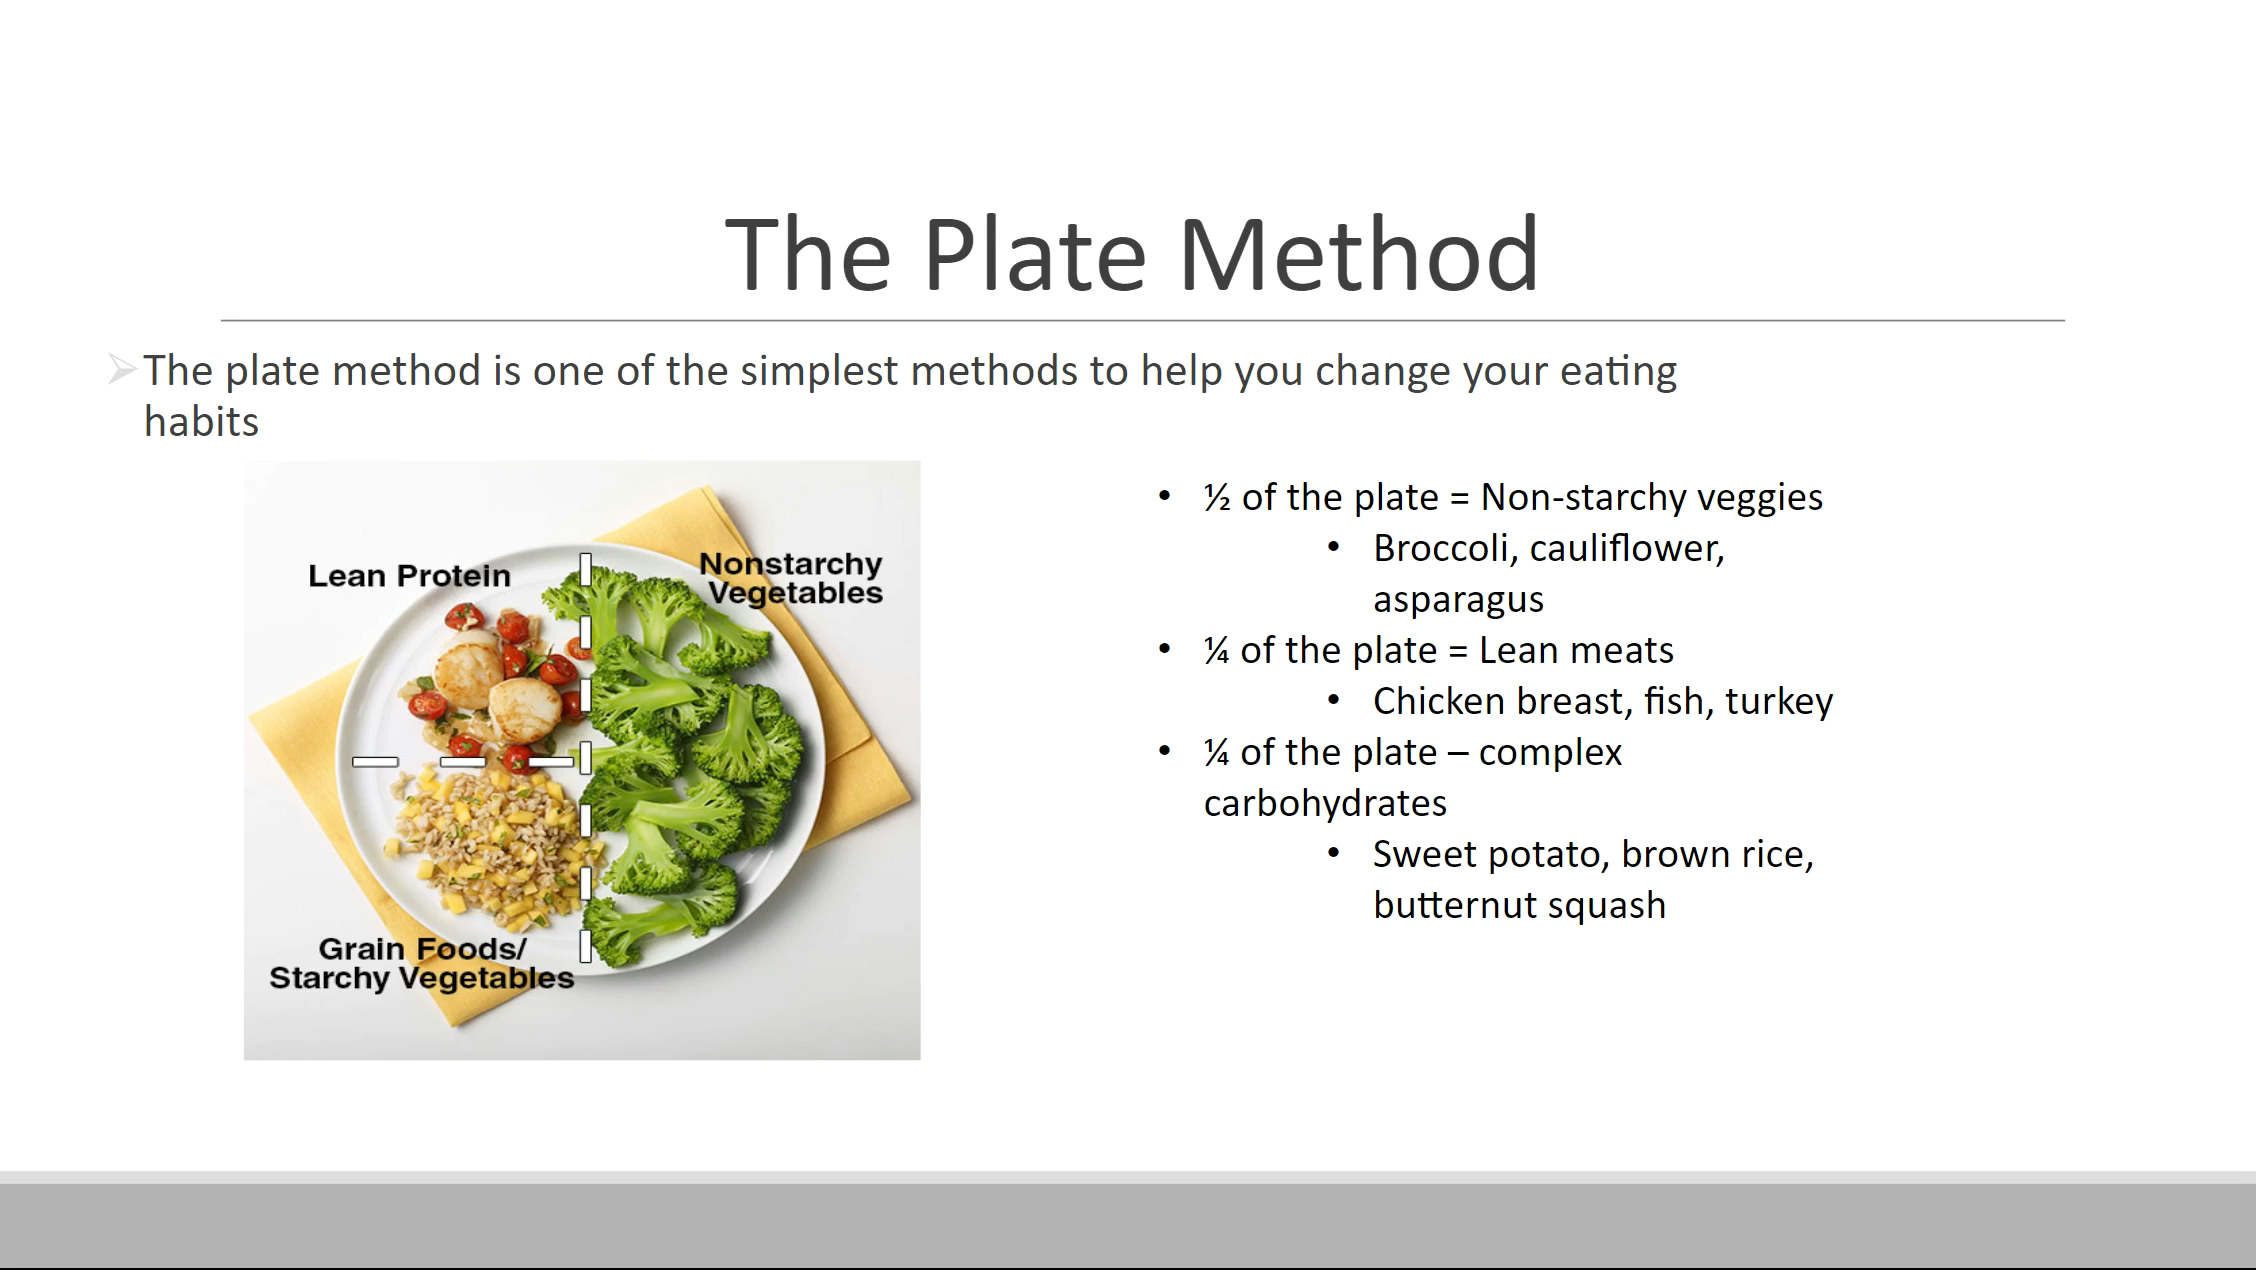 The Plate Method
➢The plate method is one of the simplest methods to help you change your eating
habits
Lean Protein
Nonstarchy
Vegetables
Grain Foods/
Starchy Vegetables
• ½ of the plate = Non-starchy veggies
• Broccoli, cauliflower,
asparagus
• ¼ of the plate = Lean meats
• Chicken breast, fish, turkey
• ¼ of the plate – complex
carbohydrates
• Sweet potato, brown rice,
butternut squash